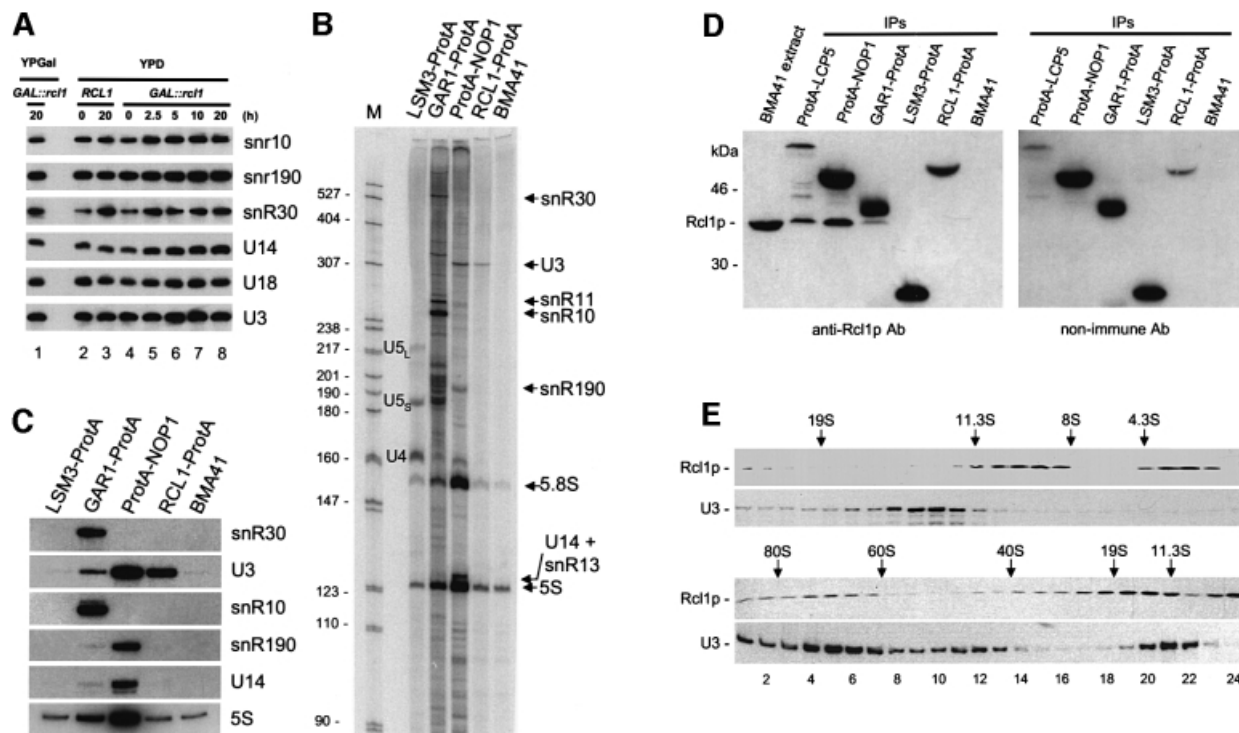 A
YPGal YPD
GAL::rcl1 RCL1 GAL::rcl1
20 0 20 0 2.5 5 10 20 (h)
snr10
snr190
snR30
U14
U18
U3
1 2 3 4 5 6 7 8
B
M LSM3-ProtA GAR1-ProtA ProtA-NOP1 RCL1-ProtA BMA41
527 -
404 -
307 -
238 -
217 -
201 -
190 -
180 -
160 -
147 -
123 -
110 -
90 -
U5L
U5S
U4
snR30
U3
snR11
snR10
snR190
5.8S
U14 +
snR13
5S
C
LSM3-ProtA GAR1-ProtA ProtA-NOP1 RCL1-ProtA BMA41
snR30
U3
snR10
snR190
U14
5S
D
IPs IPs
BMA41 extract ProtA-LCP5 ProtA-NOP1 GAR1-ProtA LSM3-ProtA RCL1-ProtA BMA41
ProtA-LCP5 ProtA-NOP1 GAR1-ProtA LSM3-ProtA RCL1-ProtA BMA41
kDa
46 -
Rcl1p -
30 -
anti-Rcl1p Ab non-immune Ab
E
19S 11.3S 8S 4.3S
Rcl1p -
U3 -
80S 60S 40S 19S 11.3S
Rcl1p -
U3 -
2 4 6 8 10 12 14 16 18 20 22 24